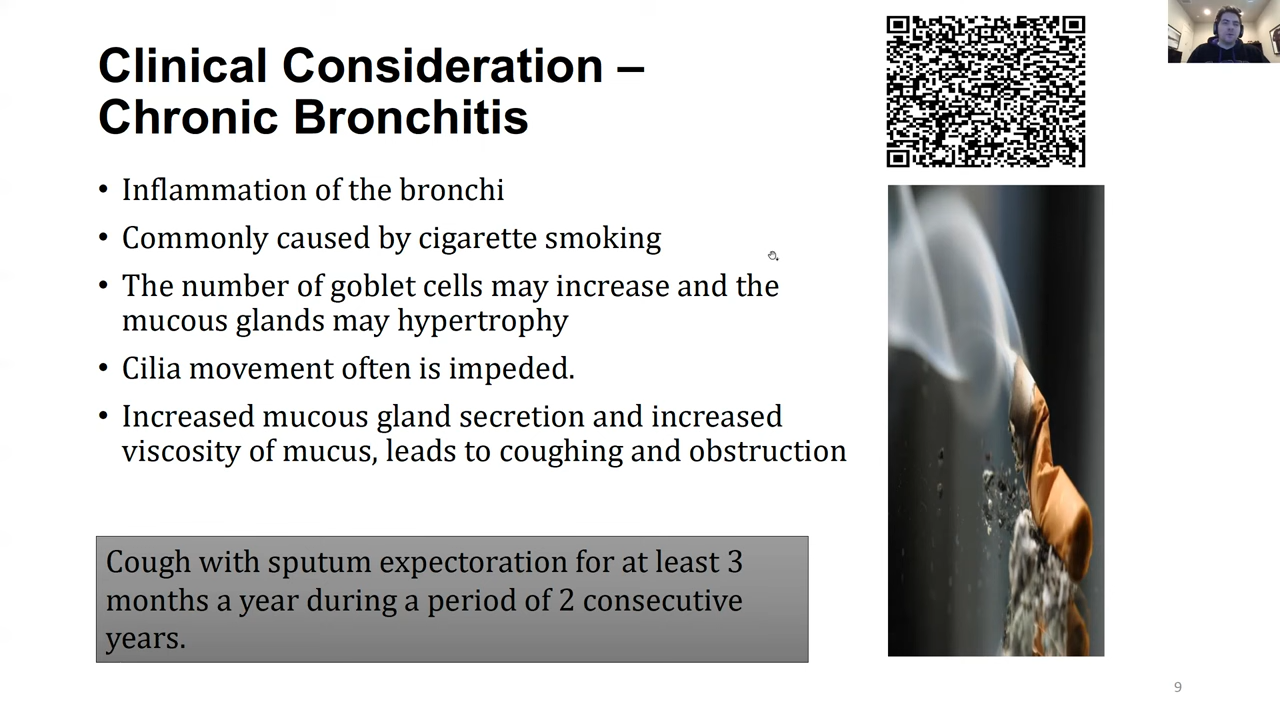 Clinical Consideration –
Chronic Bronchitis
• Inflammation of the bronchi
• Commonly caused by cigarette smoking
• The number of goblet cells may increase and the
mucous glands may hypertrophy
• Cilia movement often is impeded.
• Increased mucous gland secretion and increased
viscosity of mucus, leads to coughing and obstruction
Cough with sputum expectoration for at least 3
months a year during a period of 2 consecutive
years.
9